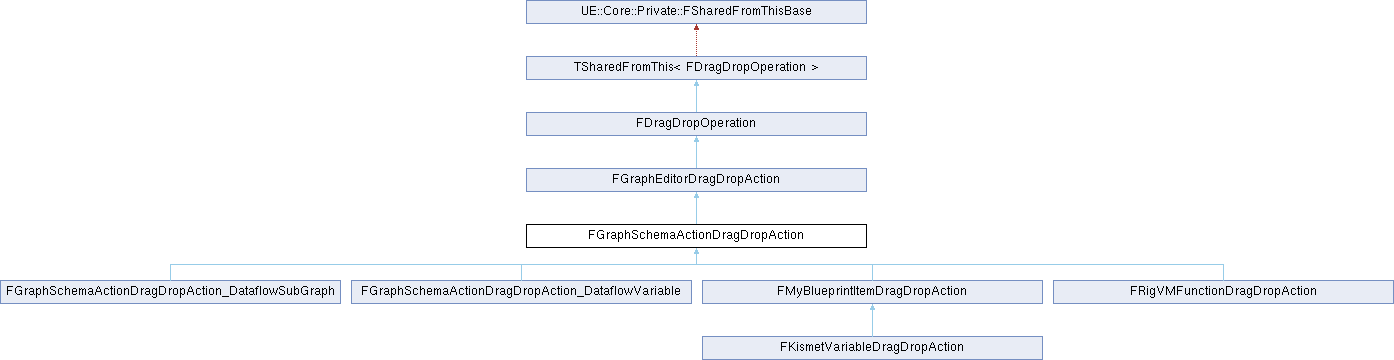 UE::Core::Private::FSharedFromThisBase
TSharedFromThis< FDragDropOperation >
FDragDropOperation
FGraphEditorDragDropAction
FGraphSchemaActionDragDropAction
FGraphSchemaActionDragDropAction_DataflowSubGraph
FGraphSchemaActionDragDropAction_DataflowVariable
FMyBlueprintItemDragDropAction
FRigVMFunctionDragDropAction
FKismetVariableDragDropAction